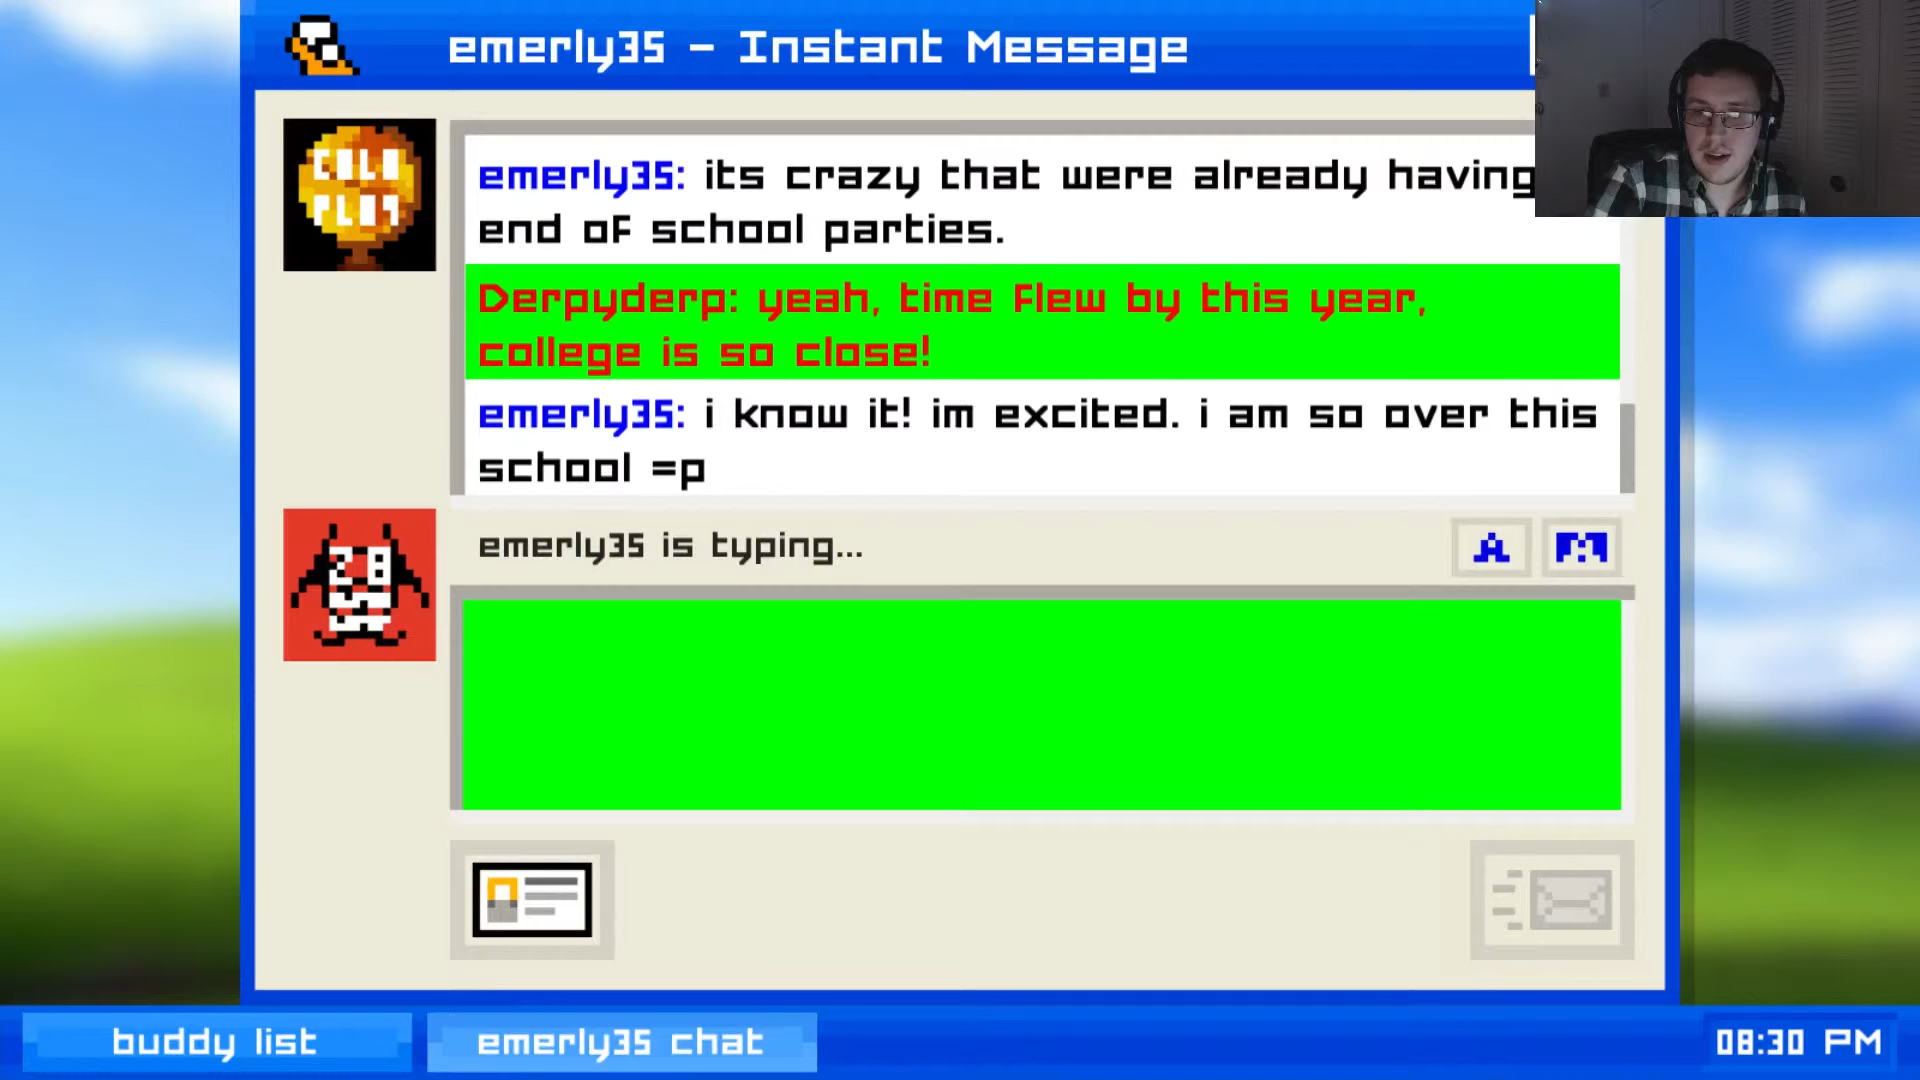 emerly35 - Instant Message
COLD
PLAY
emerly35: its crazy that were already having
end of school parties.
Derpyderp: yeah, time flew by this year,
college is so close!
emerly35: i know it! im excited. i am so over this
school =p
emerly35 is typing...
A
buddy list
emerly35 chat
08:30 PM